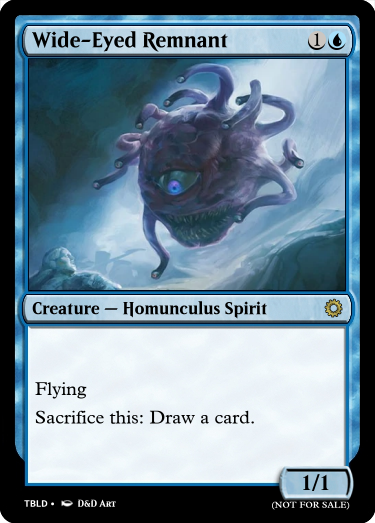 Wide-Eyed Remnant 1
Creature — Homunculus Spirit
Flying
Sacrifice this: Draw a card.
1/1
TBLD • D&D Art
(NOT FOR SALE)